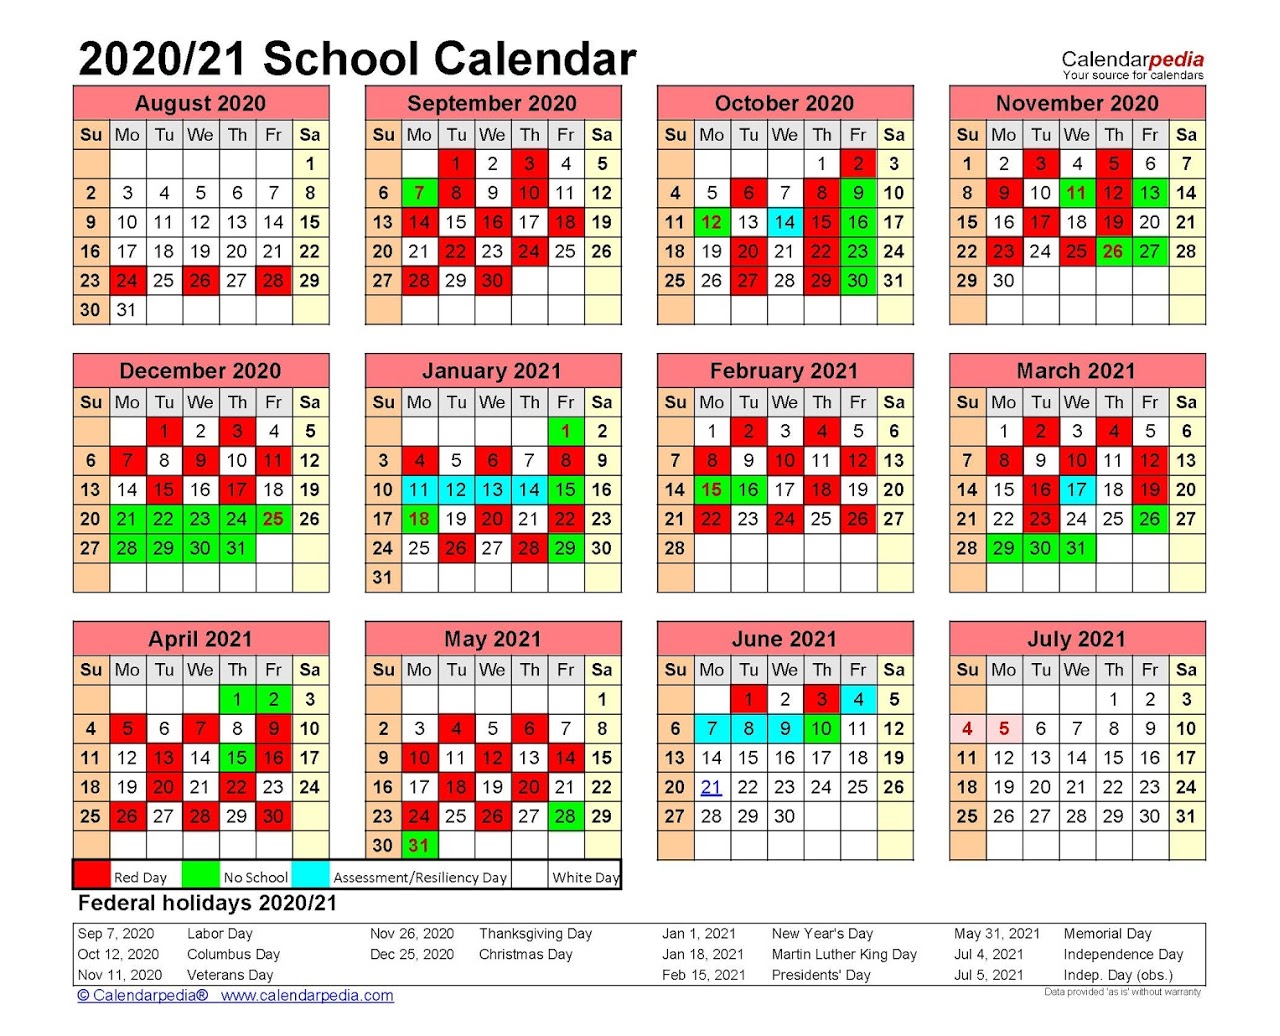 2020/21 School Calendar
Calendarpedia
Your source for calendars
August 2020 September 2020 October 2020 November 2020
Su Mo Tu We Th Fr Sa Su Mo Tu We Th Fr Sa Su Mo Tu We Th Fr Sa Su Mo Tu We Th Fr Sa
1 1 2 3 4 5 1 2 3 1 2 3 4 5 6 7
2 3 4 5 6 7 8 6 7 8 9 10 11 12 4 5 6 7 8 9 10 8 9 10 11 12 13 14
9 10 11 12 13 14 15 13 14 15 16 17 18 19 11 12 13 14 15 16 17 15 16 17 18 19 20 21
16 17 18 19 20 21 22 20 21 22 23 24 25 26 18 19 20 21 22 23 24 22 23 24 25 26 27 28
23 24 25 26 27 28 29 27 28 29 30 25 26 27 28 29 30 31 29 30
30 31
December 2020 January 2021 February 2021 March 2021
Su Mo Tu We Th Fr Sa Su Mo Tu We Th Fr Sa Su Mo Tu We Th Fr Sa Su Mo Tu We Th Fr Sa
1 2 3 4 5 1 2 1 2 3 4 5 6 1 2 3 4 5 6
6 7 8 9 10 11 12 3 4 5 6 7 8 9 7 8 9 10 11 12 13 7 8 9 10 11 12 13
13 14 15 16 17 18 19 10 11 12 13 14 15 16 14 15 16 17 18 19 20 14 15 16 17 18 19 20
20 21 22 23 24 25 26 17 18 19 20 21 22 23 21 22 23 24 25 26 27 21 22 23 24 25 26 27
27 28 29 30 31 24 25 26 27 28 29 30 28 28 29 30 31
31
April 2021 May 2021 June 2021 July 2021
Su Mo Tu We Th Fr Sa Su Mo Tu We Th Fr Sa Su Mo Tu We Th Fr Sa Su Mo Tu We Th Fr Sa
1 2 3 1 1 2 3 4 5 1 2 3
4 5 6 7 8 9 10 2 3 4 5 6 7 8 6 7 8 9 10 11 12 4 5 6 7 8 9 10
11 12 13 14 15 16 17 9 10 11 12 13 14 15 13 14 15 16 17 18 19 11 12 13 14 15 16 17
18 19 20 21 22 23 24 16 17 18 19 20 21 22 20 21 22 23 24 25 26 18 19 20 21 22 23 24
25 26 27 28 29 30 23 24 25 26 27 28 29 27 28 29 30 25 26 27 28 29 30 31
30 31
Red Day No School Assessment/Resiliency Day White Day
Federal holidays 2020/21
Sep 7, 2020 Labor Day Nov 26, 2020 Thanksgiving Day Jan 1, 2021 New Year's Day May 31, 2021 Memorial Day
Oct 12, 2020 Columbus Day Dec 25, 2020 Christmas Day Jan 18, 2021 Martin Luther King Day Jul 4, 2021 Independence Day
Nov 11, 2020 Veterans Day Feb 15, 2021 Presidents' Day Jul 5, 2021 Indep. Day (obs.)
© Calendarpedia® www.calendarpedia.com Data provided 'as is' without warranty